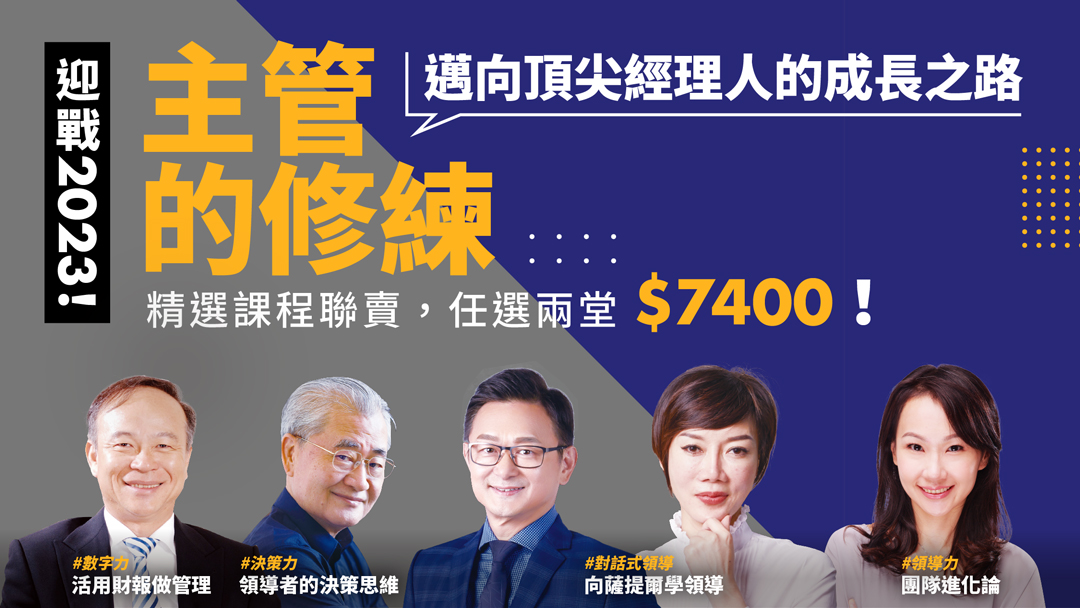 迎戰2023!
主管
的修練
邁向頂尖經理人的成長之路
精選課程聯賣，任選兩堂 $7400！
#數字力
活用財報做管理
#決策力
領導者的決策思維
#對話式領導
向薩提爾學領導
#領導力
團隊進化論